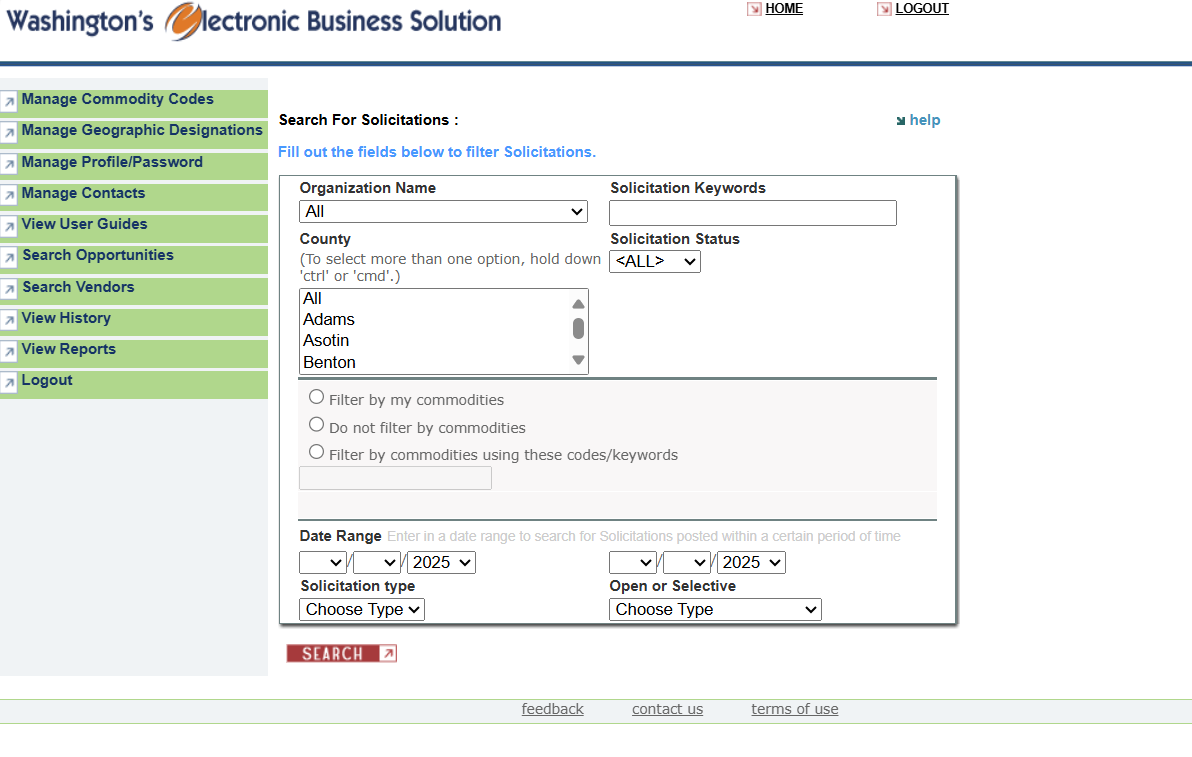 Washington's Electronic Business Solution
HOME
LOGOUT
Manage Commodity Codes
Manage Geographic Designations
Manage Profile/Password
Manage Contacts
View User Guides
Search Opportunities
Search Vendors
View History
View Reports
Logout
Search For Solicitations :
help
Fill out the fields below to filter Solicitations.
Organization Name
Solicitation Keywords
All
County
Solicitation Status
(To select more than one option, hold down
'ctrl' or 'cmd'.)
<ALL>
All
Adams
Asotin
Benton
Filter by my commodities
Do not filter by commodities
Filter by commodities using these codes/keywords
Date Range Enter in a date range to search for Solicitations posted within a certain period of time
/ / 2025
/ / 2025
Solicitation type
Open or Selective
Choose Type
Choose Type
SEARCH
feedback
contact us
terms of use